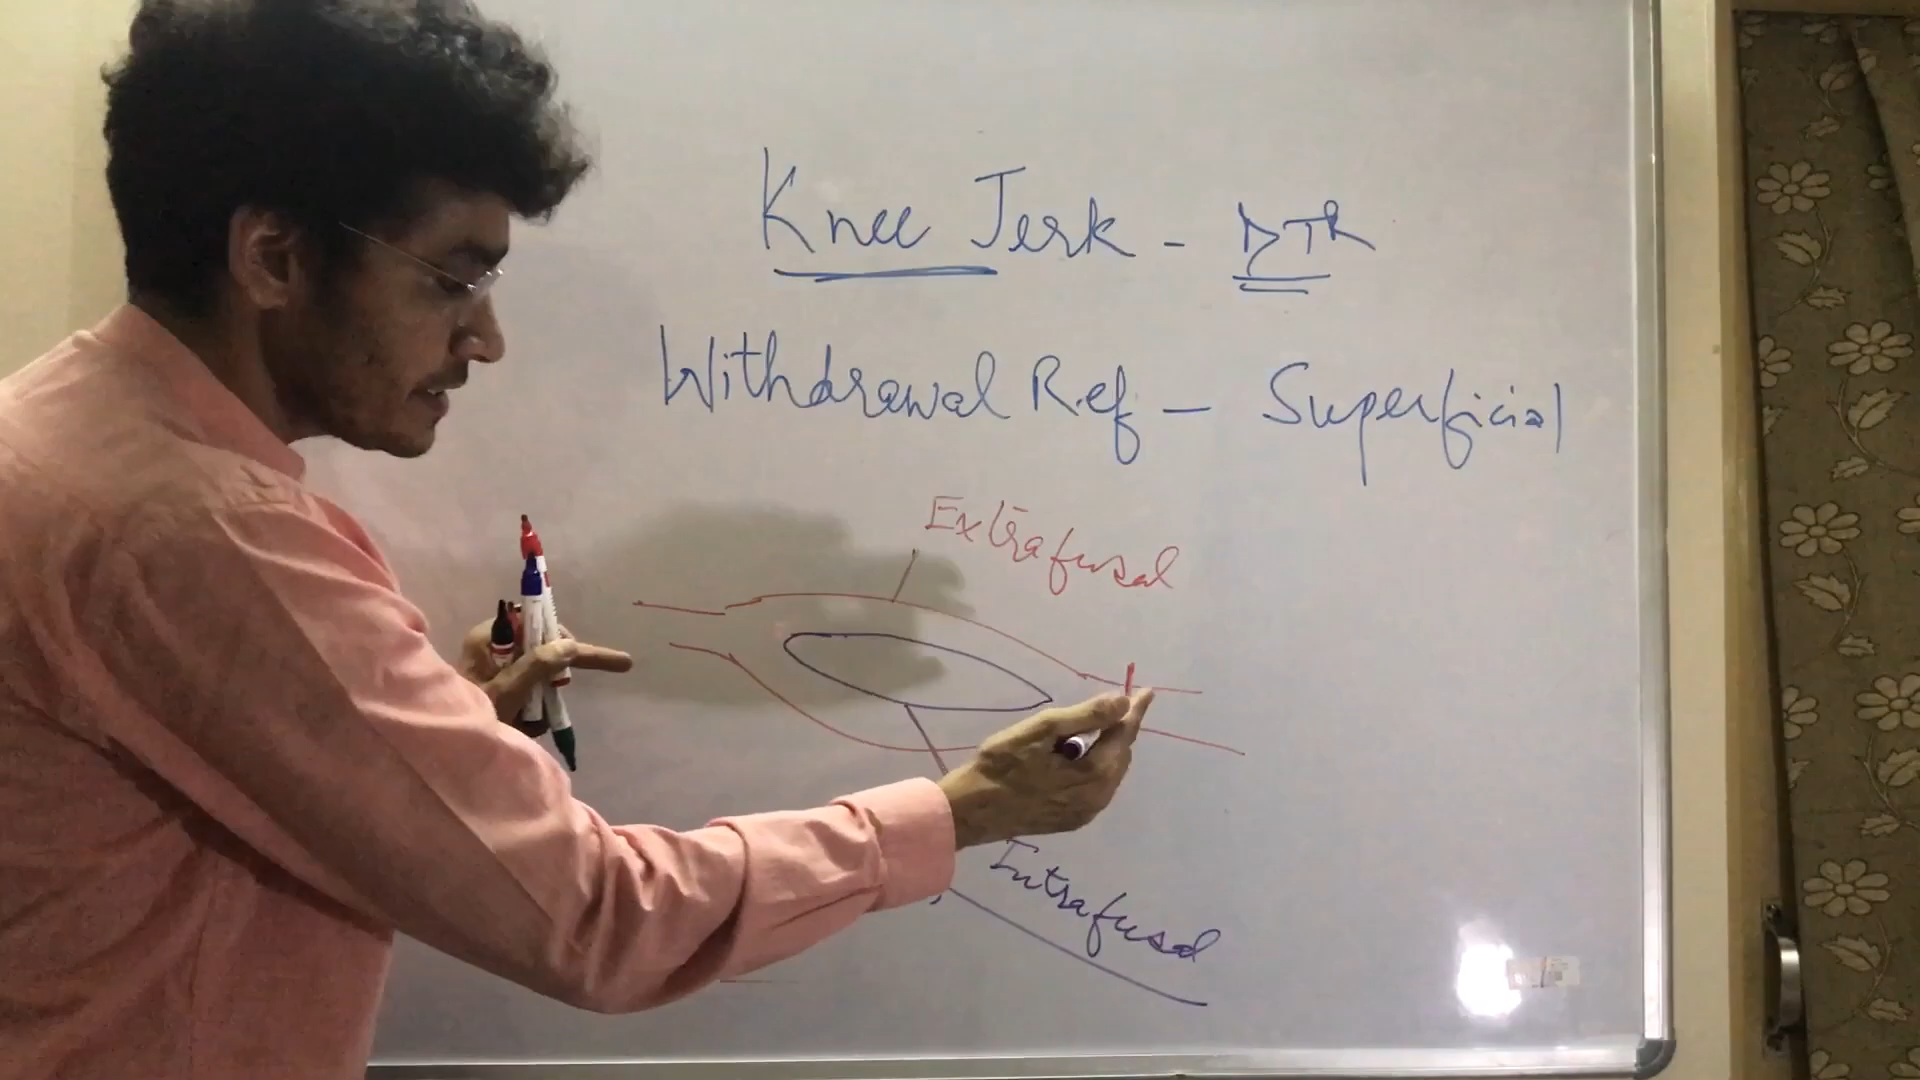 Knee Jerk - DTR
Withdrawal Ref - Superficial
Extrafusal
Intrafusal